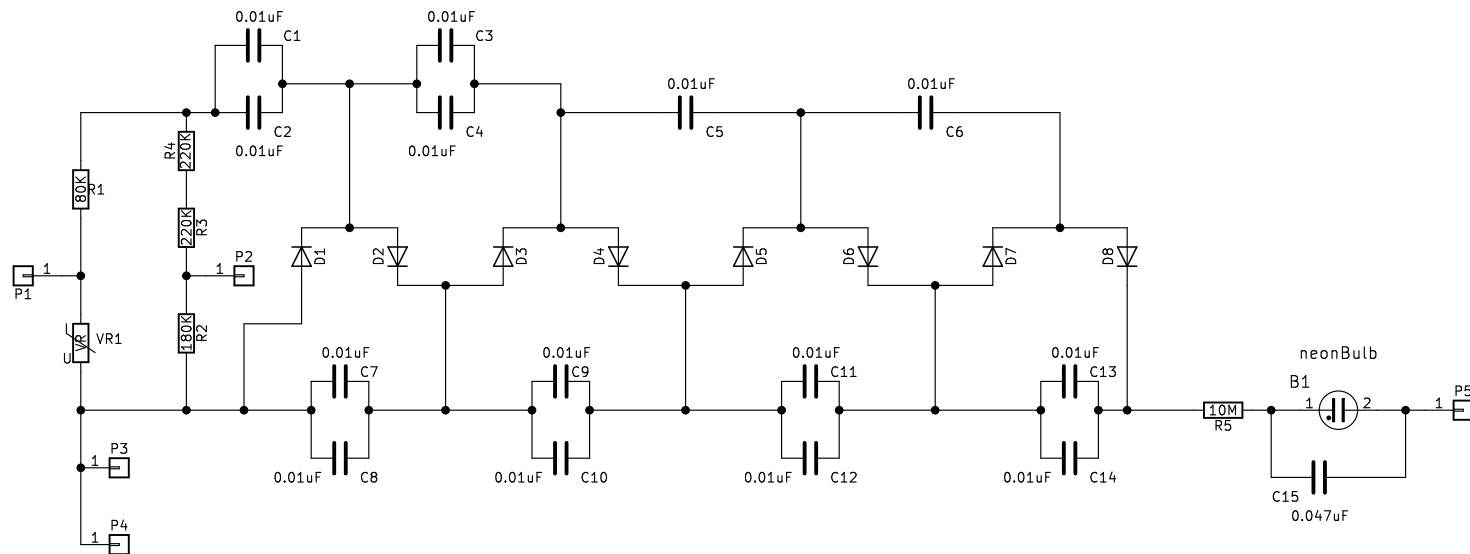 0.01uF
C1
0.01uF
C3
0.01uF
C5
0.01uF
C6
C2
0.01uF
C4
0.01uF
R4
220K
80K
R1
220K
R3
D1
D2
D3
D4
D5
D6
D7
D8
P1
1
1
P2
180K
R2
VR
VR1
U
0.01uF
C7
0.01uF
C9
0.01uF
C11
0.01uF
C13
neonBulb
B1
1
2
10M
R5
1
P5
0.01uF
C8
0.01uF
C10
0.01uF
C12
0.01uF
C14
C15
0.047uF
P3
1
P4
1